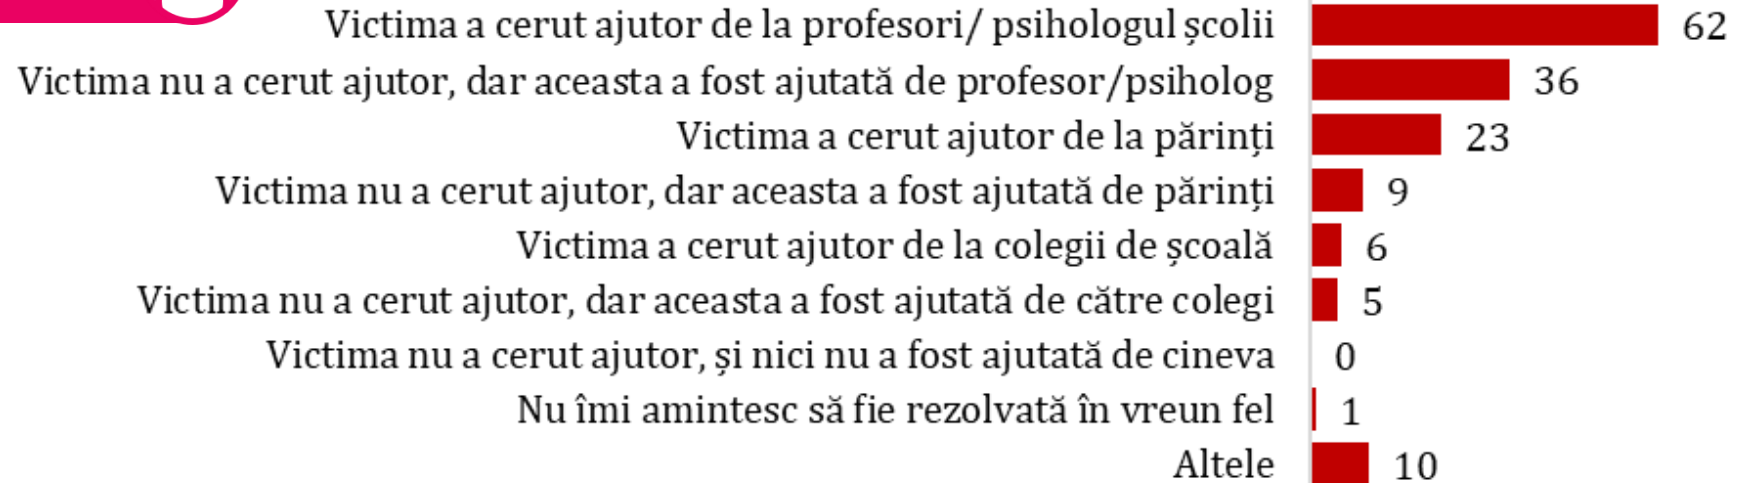 Victima a cerut ajutor de la profesori/ psihologul școlii 62
Victima nu a cerut ajutor, dar aceasta a fost ajutată de profesor/psiholog 36
Victima a cerut ajutor de la părinți 23
Victima nu a cerut ajutor, dar aceasta a fost ajutată de părinți 9
Victima a cerut ajutor de la colegii de școală 6
Victima nu a cerut ajutor, dar aceasta a fost ajutată de către colegi 5
Victima nu a cerut ajutor, și nici nu a fost ajutată de cineva 0
Nu îmi amintesc să fie rezolvată în vreun fel 1
Altele 10